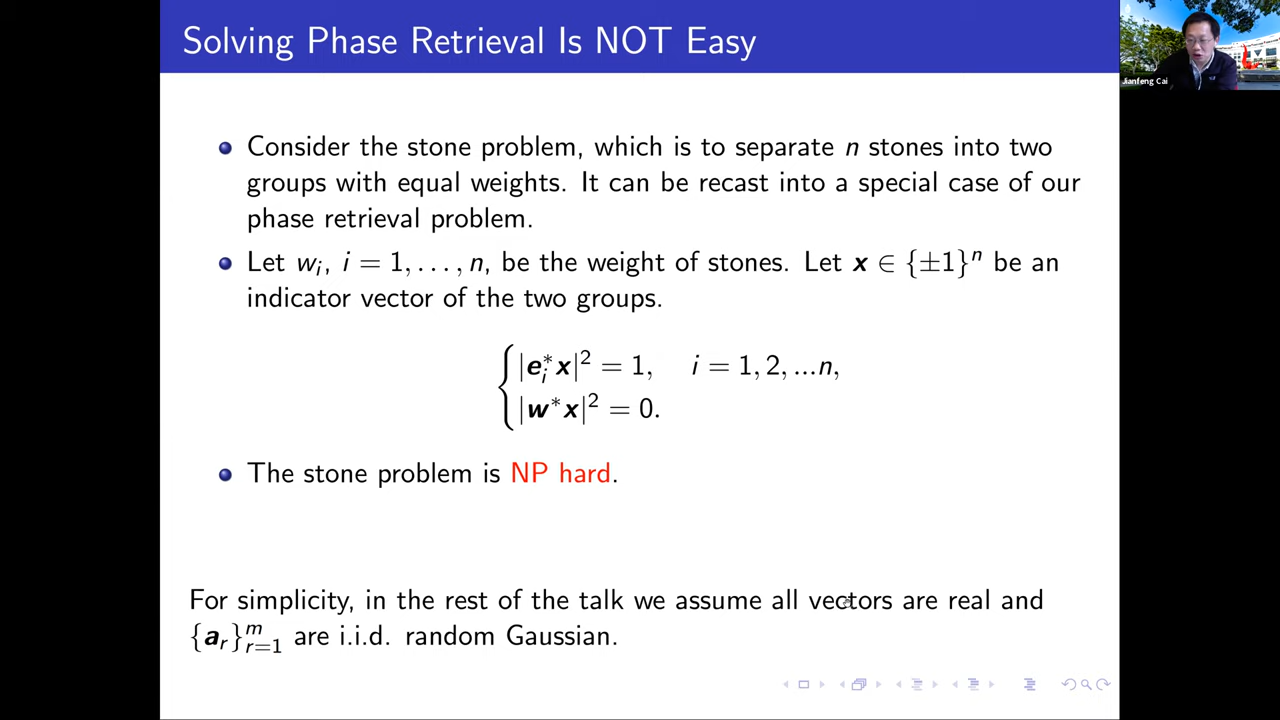 Solving Phase Retrieval Is NOT Easy
Jianfeng Cai
Consider the stone problem, which is to separate n stones into two
groups with equal weights. It can be recast into a special case of our
phase retrieval problem.
Let w_i, i = 1, . . . , n, be the weight of stones. Let x ∈ {±1}^n be an
indicator vector of the two groups.
|e_i^* x|^2 = 1, i = 1, 2, ...n,
|w^* x|^2 = 0.
The stone problem is NP hard.
For simplicity, in the rest of the talk we assume all vectors are real and
{a_r}_{r=1}^m are i.i.d. random Gaussian.